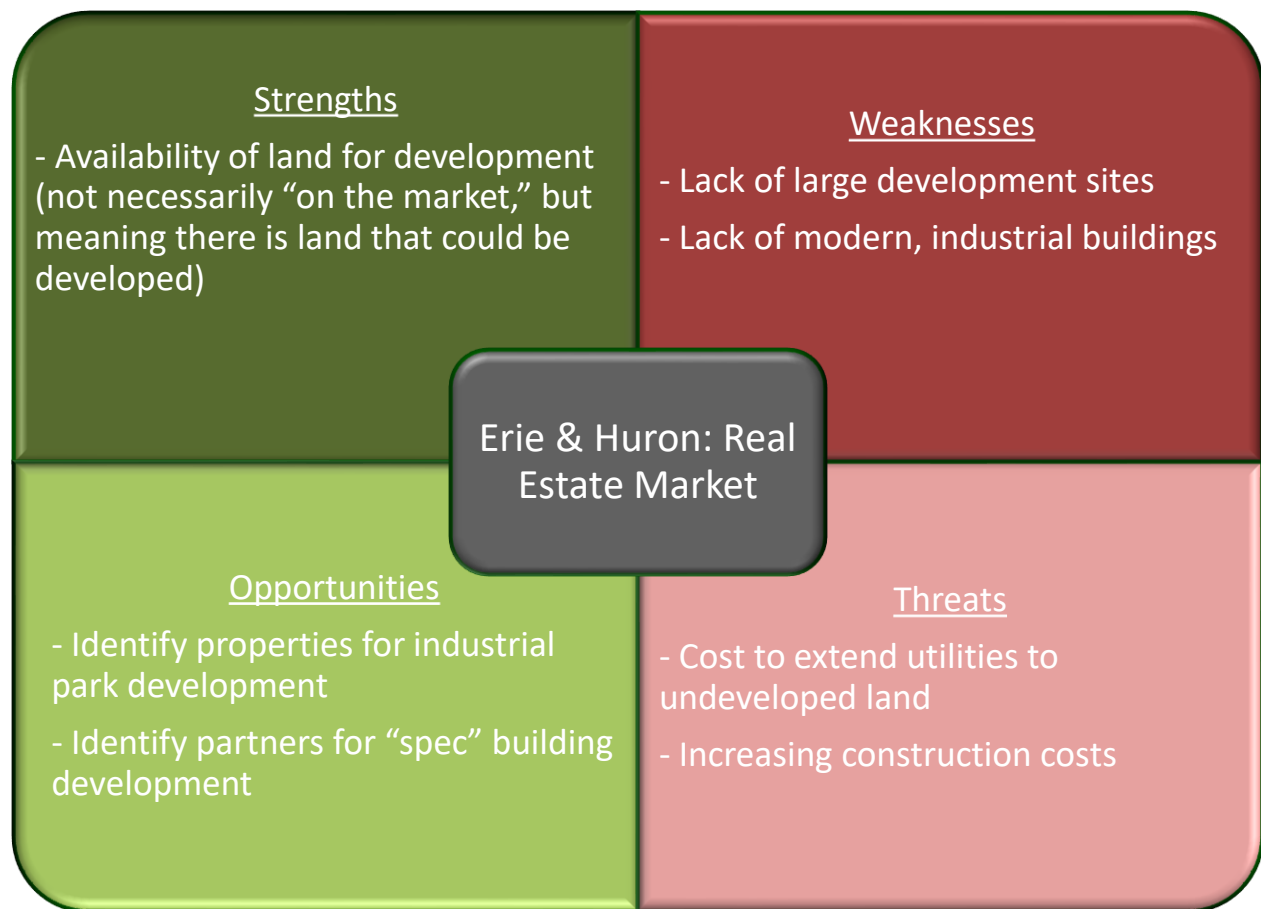 Strengths
- Availability of land for development
(not necessarily “on the market,” but
meaning there is land that could be
developed)
Weaknesses
- Lack of large development sites
- Lack of modern, industrial buildings
Erie & Huron: Real
Estate Market
Opportunities
- Identify properties for industrial
park development
- Identify partners for “spec” building
development
Threats
- Cost to extend utilities to
undeveloped land
- Increasing construction costs